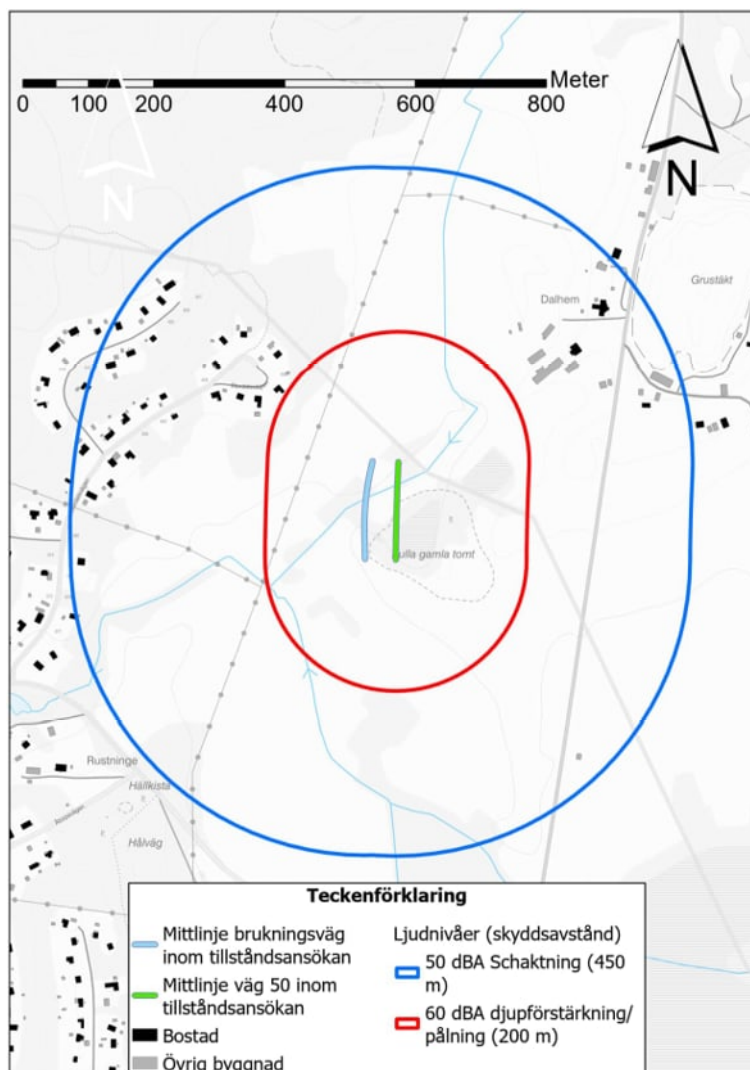 Meter
0 100 200 400 600 800
N
N
Grustäkt
Dalhem
ulla gamla tomt
Rustninge
Hällkista
Hålväg
Teckenförklaring
Mittlinje brukningsväg
inom tillståndsansökan
Mittlinje väg 50 inom
tillståndsansökan
Bostad
Övrig byggnad
Ljudnivåer (skyddsavstånd)
50 dBA Schaktning (450
m)
60 dBA djupförstärkning/
pålning (200 m)